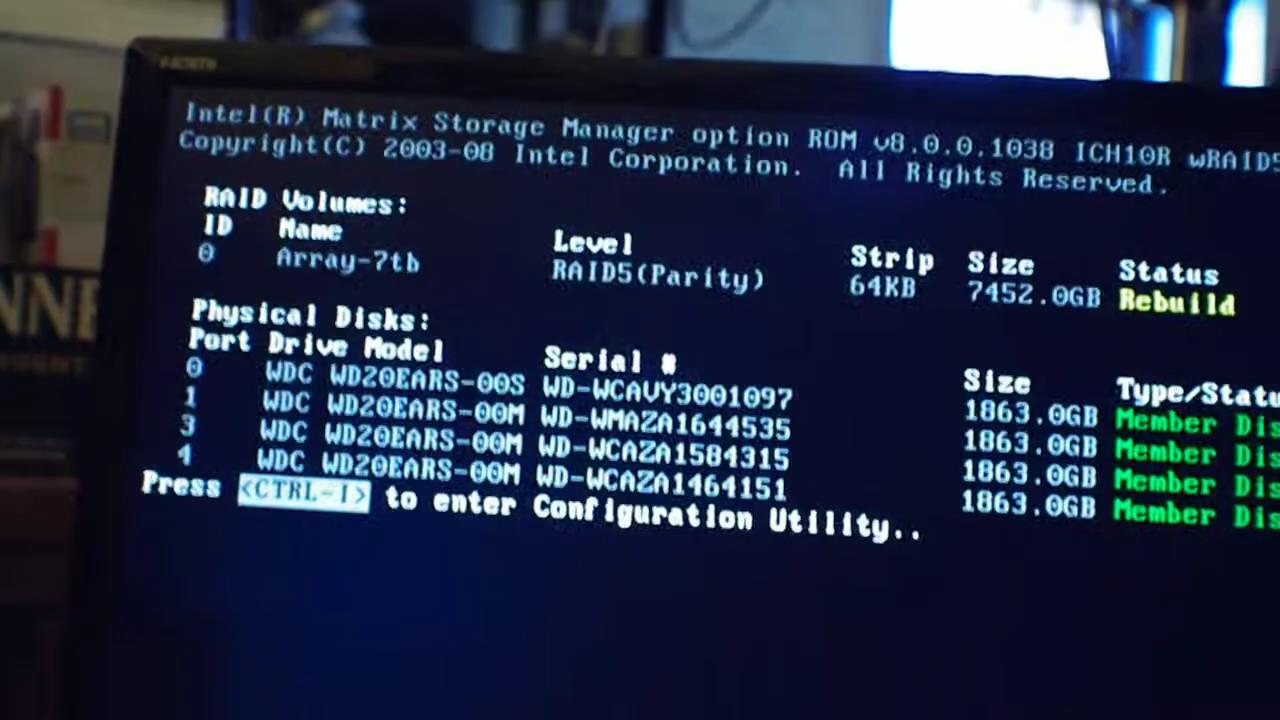 Intel(R) Matrix Storage Manager option ROM v8.0.0.1038 ICH10R wRAID5
Copyright(C) 2003-08 Intel Corporation. All Rights Reserved.
RAID Volumes:
ID Name Level Strip Size Status
0 Array-7tb RAID5(Parity) 64KB 7452.0GB Rebuild
Physical Disks:
Port Drive Model Serial # Size Type/Statu
0 WDC WD20EARS-00S WD-WCAVY3001097 1863.0GB Member Dis
1 WDC WD20EARS-00M WD-WMAZA1644535 1863.0GB Member Dis
3 WDC WD20EARS-00M WD-WCAZA1584315 1863.0GB Member Dis
4 WDC WD20EARS-00M WD-WCAZA1464151 1863.0GB Member Dis
Press <CTRL-I> to enter Configuration Utility..